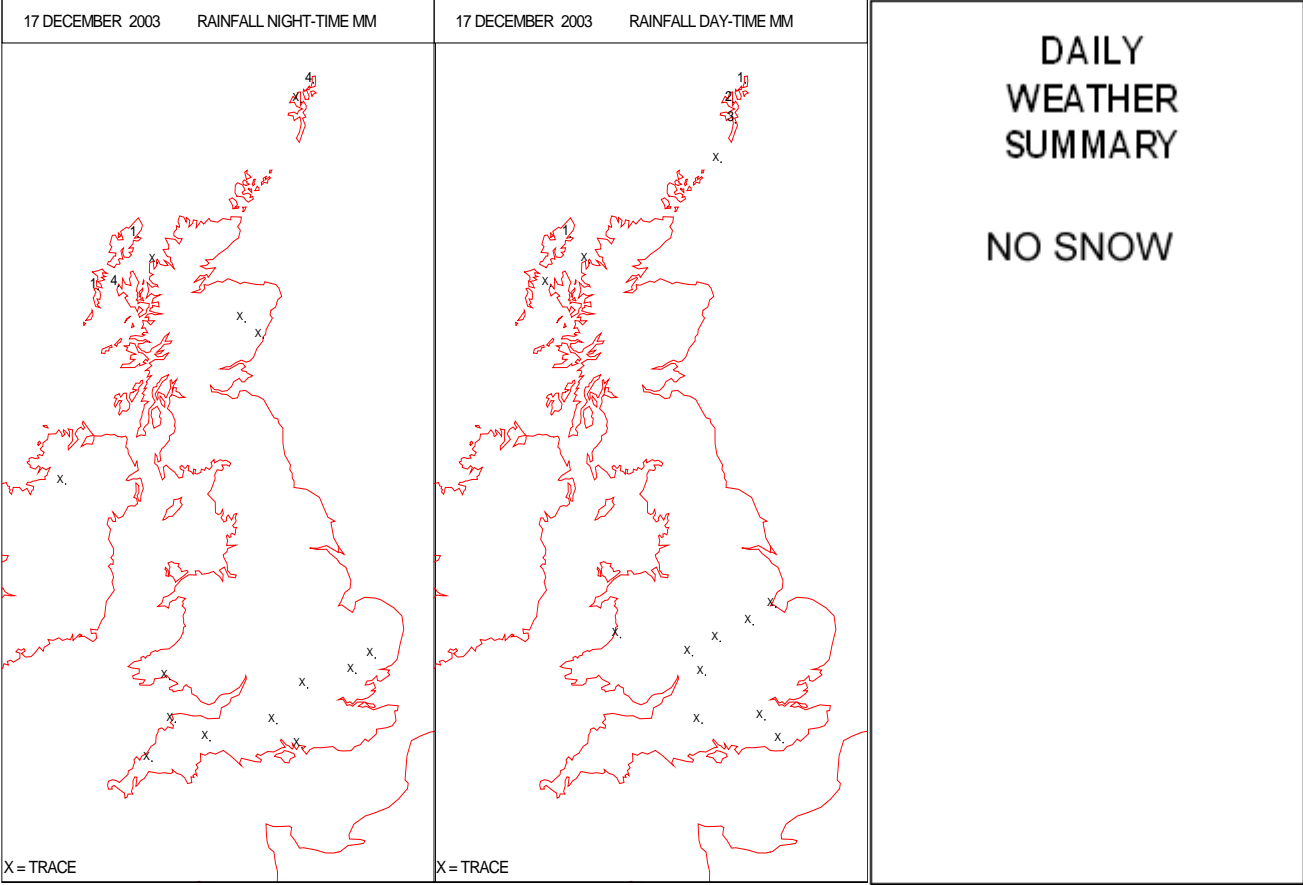 17 DECEMBER 2003 RAINFALL NIGHT-TIME MM
4
X
1
X
1 4
X
X
X
X
X
X
X
X
X
X
X
X
X = TRACE
17 DECEMBER 2003 RAINFALL DAY-TIME MM
1
2
3
X
1
X
X
X
X
X
X
X
X
X
X
X
X = TRACE
DAILY
WEATHER
SUMMARY
NO SNOW